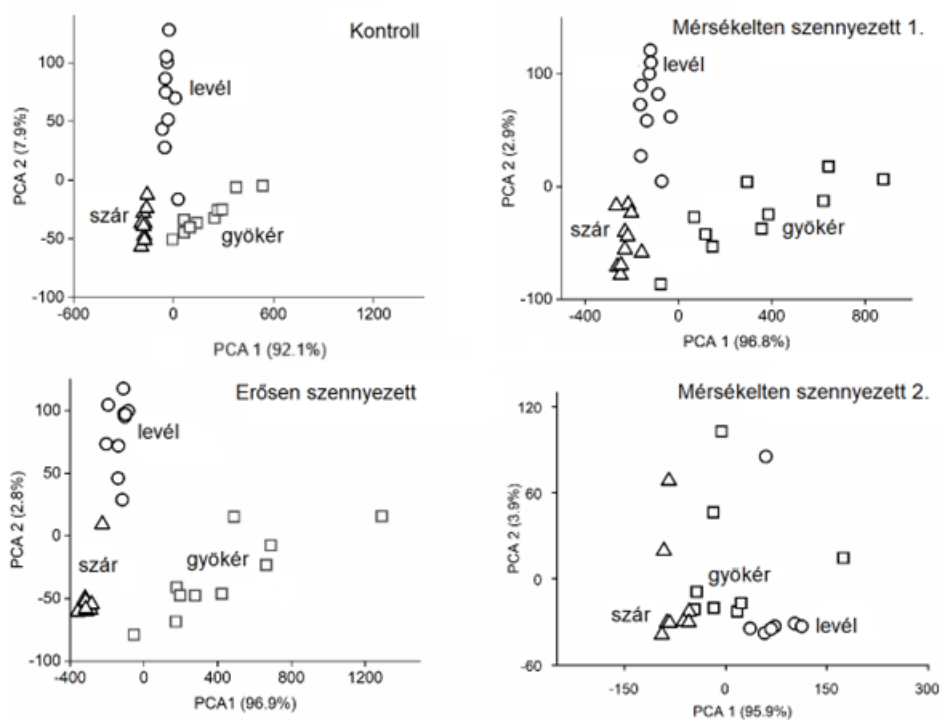 Kontroll
100
50
0
-50
-100
-600
0
600
1200
PCA 2 (7.9%)
PCA 1 (92.1%)
levél
szár
gyökér
Mérsékelten szennyezett 1.
100
0
-100
-400
0
400
800
PCA 2 (2.9%)
PCA 1 (96.8%)
levél
szár
gyökér
Erősen szennyezett
100
50
0
-50
-100
-400
0
400
800
1200
PCA 2 (2.8%)
PCA1 (96.9%)
levél
szár
gyökér
Mérsékelten szennyezett 2.
120
60
0
-60
-150
0
150
300
PCA 2 (3.9%)
PCA 1 (95.9%)
gyökér
szár
levél